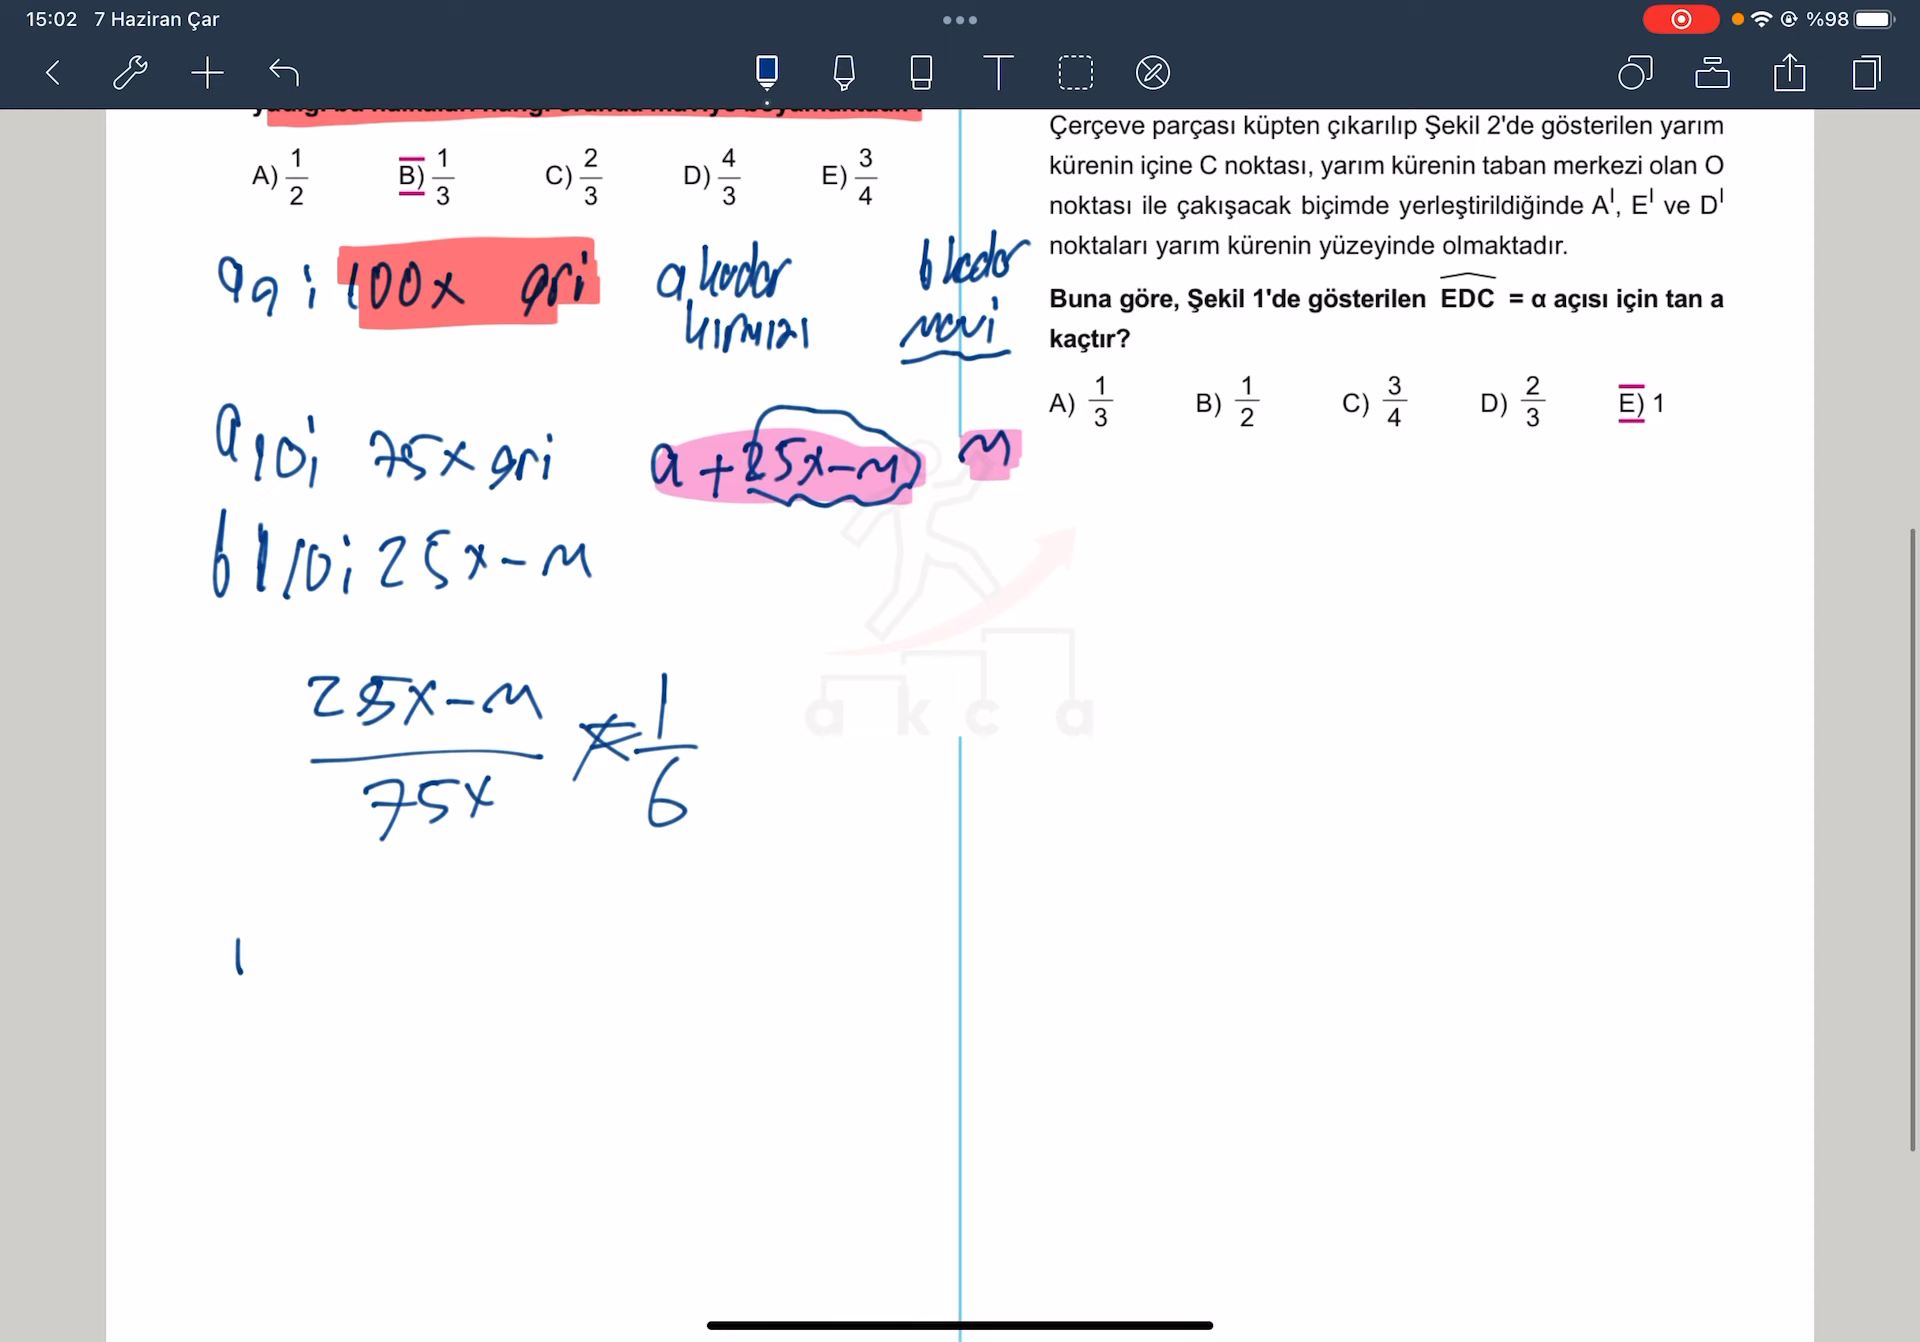 15:02 7 Haziran Çar
%98
A) 1/2 B) 1/3 C) 2/3 D) 4/3 E) 3/4
100x gri a kadar kırmızı b kadar mavi
75x gri a + 25x - m m
25x - m
25x - m / 75x = 1/6
Çerçeve parçası küpten çıkarılıp Şekil 2'de gösterilen yarım
kürenin içine C noktası, yarım kürenin taban merkezi olan O
noktası ile çakışacak biçimde yerleştirildiğinde Aᴵ, Eᴵ ve Dᴵ
noktaları yarım kürenin yüzeyinde olmaktadır.
Buna göre, Şekil 1'de gösterilen EDC = α açısı için tan a
kaçtır?
A) 1/3 B) 1/2 C) 3/4 D) 2/3 E) 1
akca